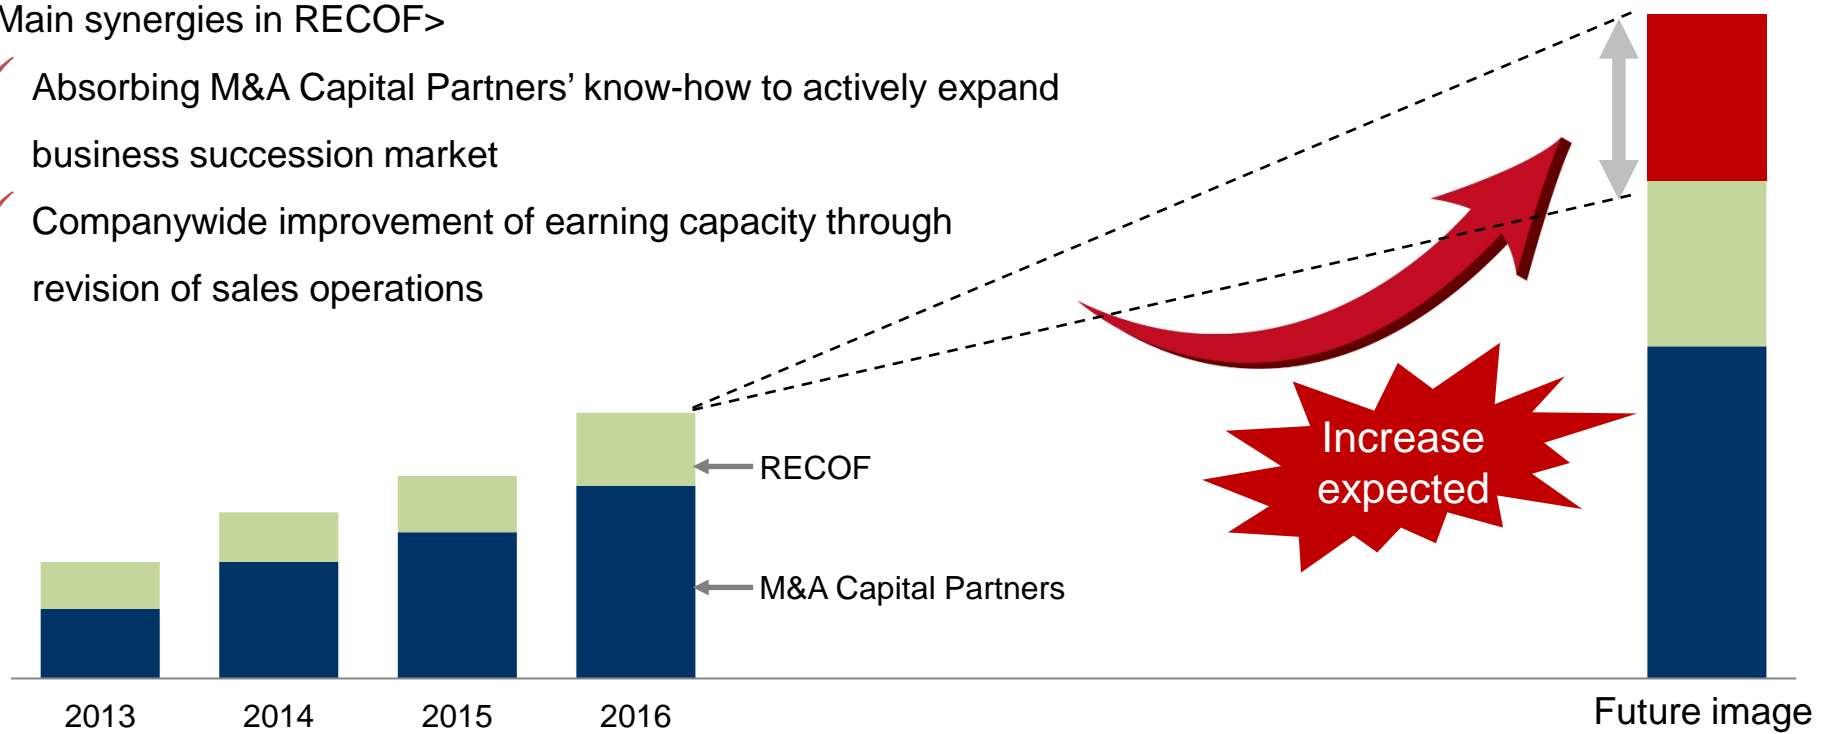 Main synergies in RECOF>
Absorbing M&A Capital Partners’ know-how to actively expand
business succession market
Companywide improvement of earning capacity through
revision of sales operations
Increase
expected
RECOF
M&A Capital Partners
2013
2014
2015
2016
Future image